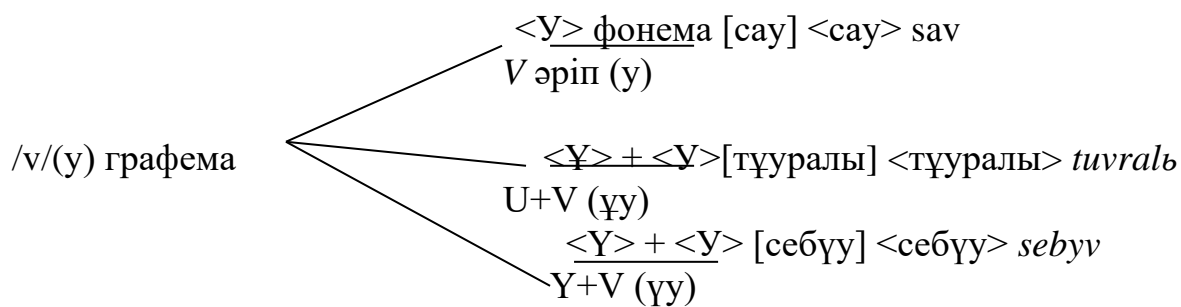 <У> фонема [сау] <сау> sav
V әріп (у)
/v/(у) графема
<Ұ> + <У>[тұуралы] <тұуралы> tuvralь
U+V (ұу)
<Ү> + <У> [себүу] <себүу> sebyv
Y+V (үу)